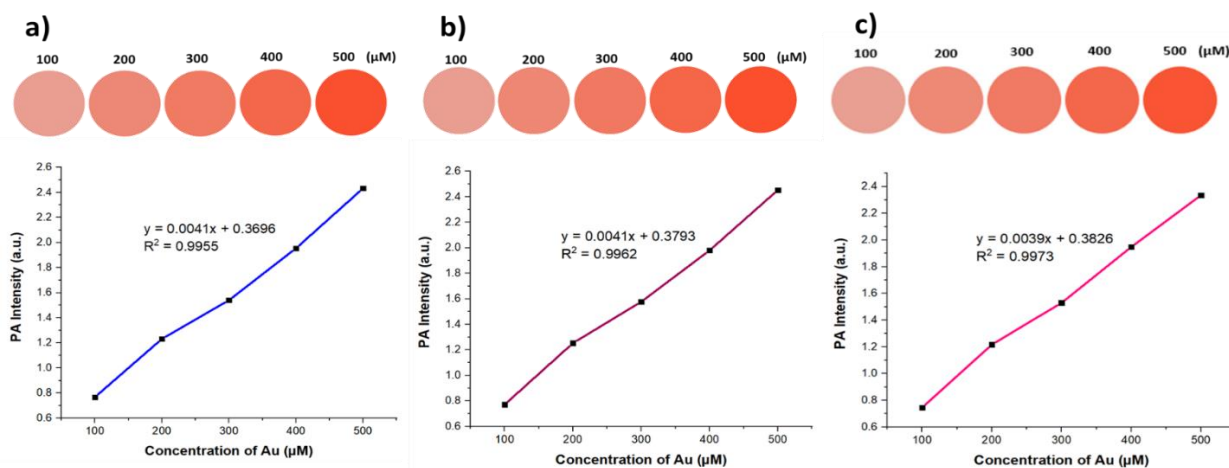 a)
100 200 300 400 500 (µM)
2.6
2.4
2.2
2.0
1.8
1.6
1.4
1.2
1.0
0.8
0.6
PA Intensity (a.u.)
y = 0.0041x + 0.3696
R² = 0.9955
100 200 300 400 500
Concentration of Au (µM)
b)
100 200 300 400 500 (µM)
2.6
2.4
2.2
2.0
1.8
1.6
1.4
1.2
1.0
0.8
0.6
PA Intensity (a.u.)
y = 0.0041x + 0.3793
R² = 0.9962
100 200 300 400 500
Concentration of Au (µM)
c)
100 200 300 400 500 (µM)
2.4
2.2
2.0
1.8
1.6
1.4
1.2
1.0
0.8
0.6
PA Intensity (a.u.)
y = 0.0039x + 0.3826
R² = 0.9973
100 200 300 400 500
Concentration of Au (µM)